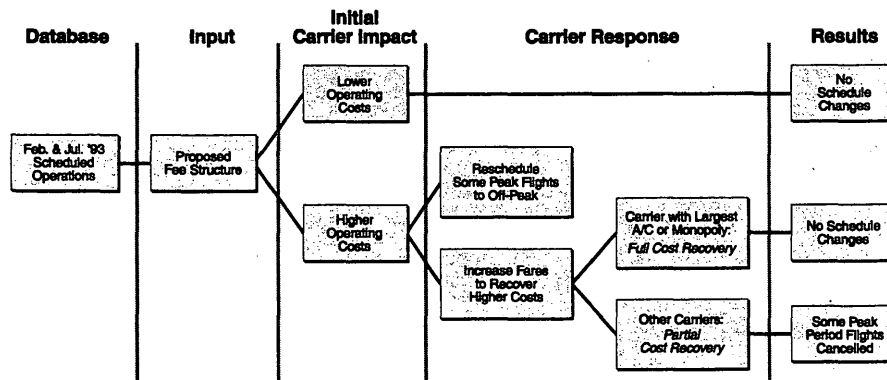 Database
Input
Initial
Carrier Impact
Carrier Response
Results
Feb. & Jul. '93
Scheduled
Operations
Proposed
Fee Structure
Lower
Operating
Costs
No
Schedule
Changes
Higher
Operating
Costs
Reschedule
Some Peak Flights
to Off-Peak
Increase Fares
to Recover
Higher Costs
Carrier with Largest
A/C or Monopoly:
Full Cost Recovery
No Schedule
Changes
Other Carriers:
Partial
Cost Recovery
Some Peak
Period Flights
Cancelled